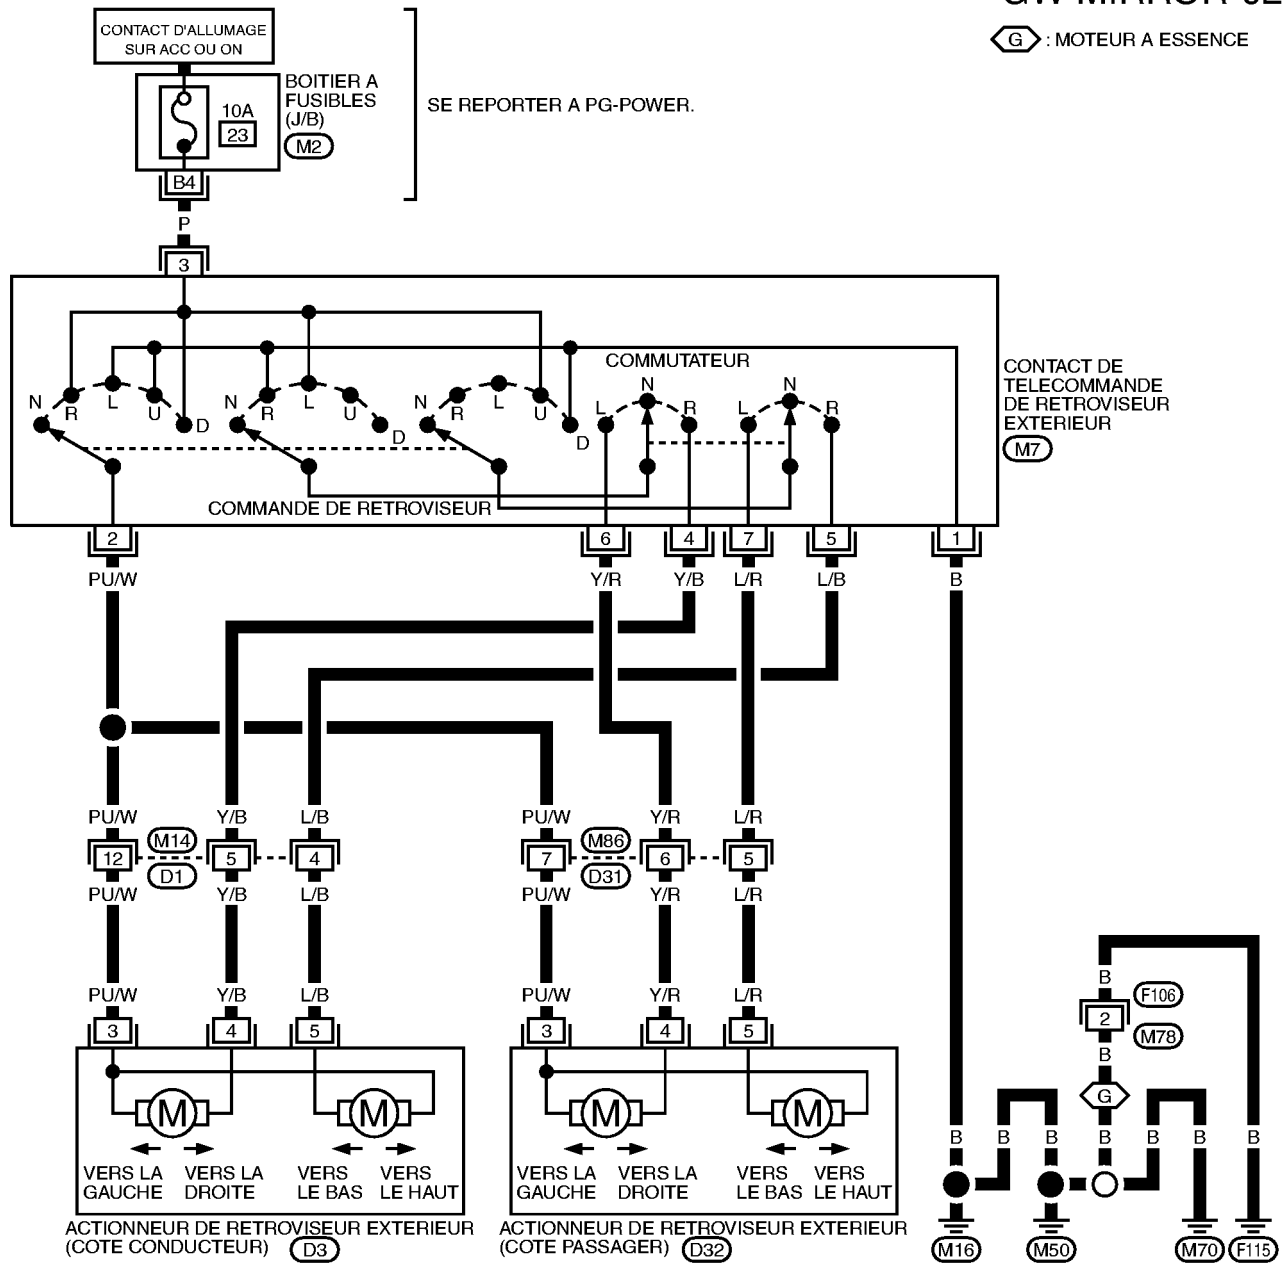 CONTACT D'ALLUMAGE
SUR ACC OU ON
G : MOTEUR A ESSENCE
BOITIER A
FUSIBLES
(J/B)
M2
10A
23
SE REPORTER A PG-POWER.
B4
P
3
COMMUTATEUR
N R L U D
N R L U D
N R L U D
L N R
L N R
COMMANDE DE RETROVISEUR
CONTACT DE
TELECOMMANDE
DE RETROVISEUR
EXTERIEUR
M7
2 6 4 7 5 1
PU/W Y/R Y/B L/R L/B B
PU/W Y/B L/B PU/W Y/R L/R
M14 M86
12 5 4 7 6 5
D1 D31
PU/W Y/B L/B PU/W Y/R L/R
PU/W Y/B L/B PU/W Y/R L/R
3 4 5 3 4 5
M M M M
VERS LA
GAUCHE
VERS LA
DROITE
VERS
LE BAS
VERS
LE HAUT
VERS LA
GAUCHE
VERS LA
DROITE
VERS
LE BAS
VERS
LE HAUT
ACTIONNEUR DE RETROVISEUR EXTERIEUR
(COTE CONDUCTEUR) D3
ACTIONNEUR DE RETROVISEUR EXTERIEUR
(COTE PASSAGER) D32
B
F106
2
M78
B
G
B B B B B B
M16 M50 M70 F115